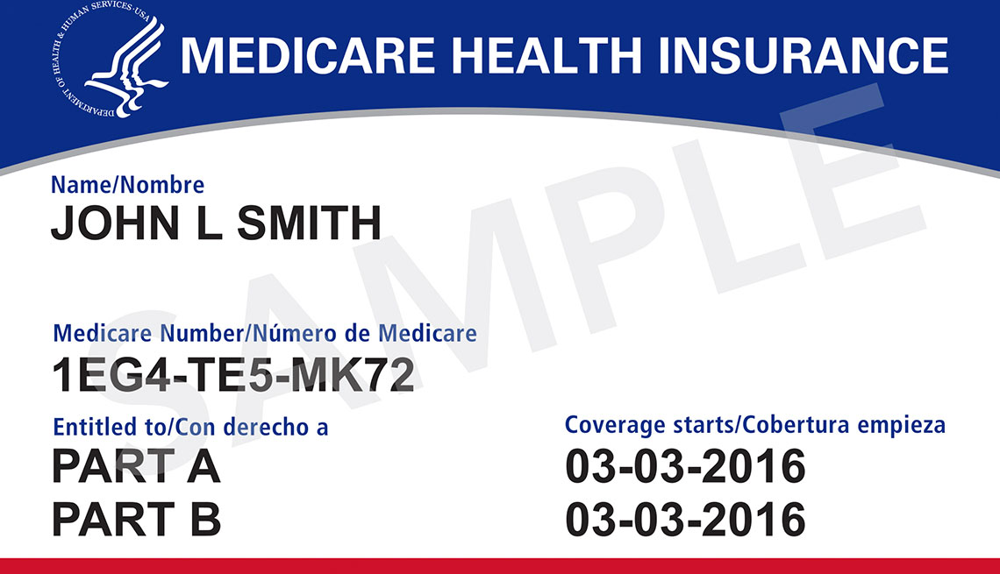 DEPARTMENT OF HEALTH & HUMAN SERVICES·USA
MEDICARE HEALTH INSURANCE
SAMPLE
Name/Nombre
JOHN L SMITH
Medicare Number/Número de Medicare
1EG4-TE5-MK72
Entitled to/Con derecho a
Coverage starts/Cobertura empieza
PART A
03-03-2016
PART B
03-03-2016